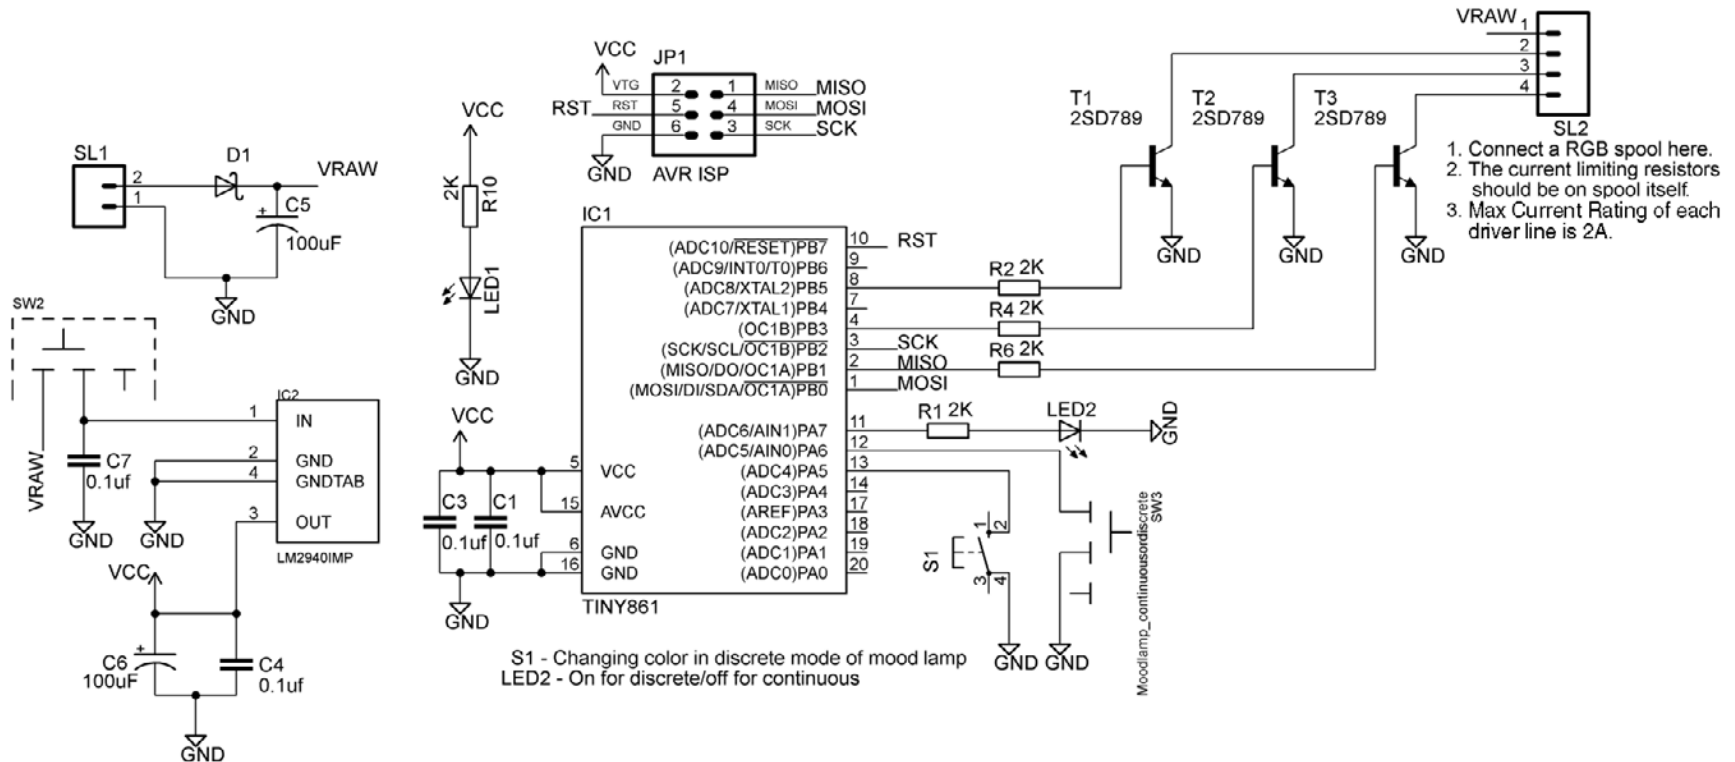 VRAW
1
2
3
4
SL2
1. Connect a RGB spool here.
2. The current limiting resistors
should be on spool itself.
3. Max Current Rating of each
driver line is 2A.
T1
2SD789
T2
2SD789
T3
2SD789
GND
GND
GND
VCC
JP1
VTG 2 1 MISO MISO
RST RST 5 4 MOSI MOSI
GND 6 3 SCK SCK
GND
AVR ISP
VCC
2K
R10
LED1
GND
SL1
2
1
D1
VRAW
+
C5
100uF
GND
SW2
VRAW
C7
0.1uf
GND
GND
IC2
1 IN
2 GND
4 GNDTAB
3 OUT
LM2940IMP
VCC
+
C6
100uF
C4
0.1uf
GND
VCC
C3
0.1uf
C1
0.1uf
GND
IC1
5 VCC
15 AVCC
6 GND
16 GND
(ADC10/RESET)PB7 10 RST
(ADC9/INT0/T0)PB6 9
(ADC8/XTAL2)PB5 8
(ADC7/XTAL1)PB4 7
(OC1B)PB3 4
(SCK/SCL/OC1B)PB2 3 SCK
(MISO/DO/OC1A)PB1 2 MISO
(MOSI/DI/SDA/OC1A)PB0 1 MOSI
(ADC6/AIN1)PA7 11
(ADC5/AIN0)PA6 12
(ADC4)PA5 13
(ADC3)PA4 14
(AREF)PA3 17
(ADC2)PA2 18
(ADC1)PA1 19
(ADC0)PA0 20
TINY861
R2 2K
R4 2K
R6 2K
R1 2K
LED2
GND
S1
1
2
3
4
GND
GND
Moodlamp_continuousordiscrete
SW3
S1 - Changing color in discrete mode of mood lamp
LED2 - On for discrete/off for continuous